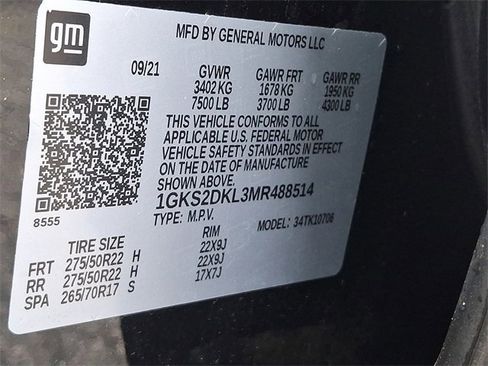 gm
MFD BY GENERAL MOTORS LLC
09/21 GVWR GAWR FRT GAWR RR
3402 KG 1678 KG 1950 KG
7500 LB 3700 LB 4300 LB
THIS VEHICLE CONFORMS TO ALL
APPLICABLE U.S. FEDERAL MOTOR
VEHICLE SAFETY STANDARDS IN EFFECT
ON THE DATE OF MANUFACTURE
SHOWN ABOVE.
1GKS2DKL3MR488514
8555
TYPE: M.P.V. 34TK10706
TIRE SIZE RIM
FRT 275/50R22 H 22X9J
RR 275/50R22 H 22X9J
SPA 265/70R17 S 17X7J